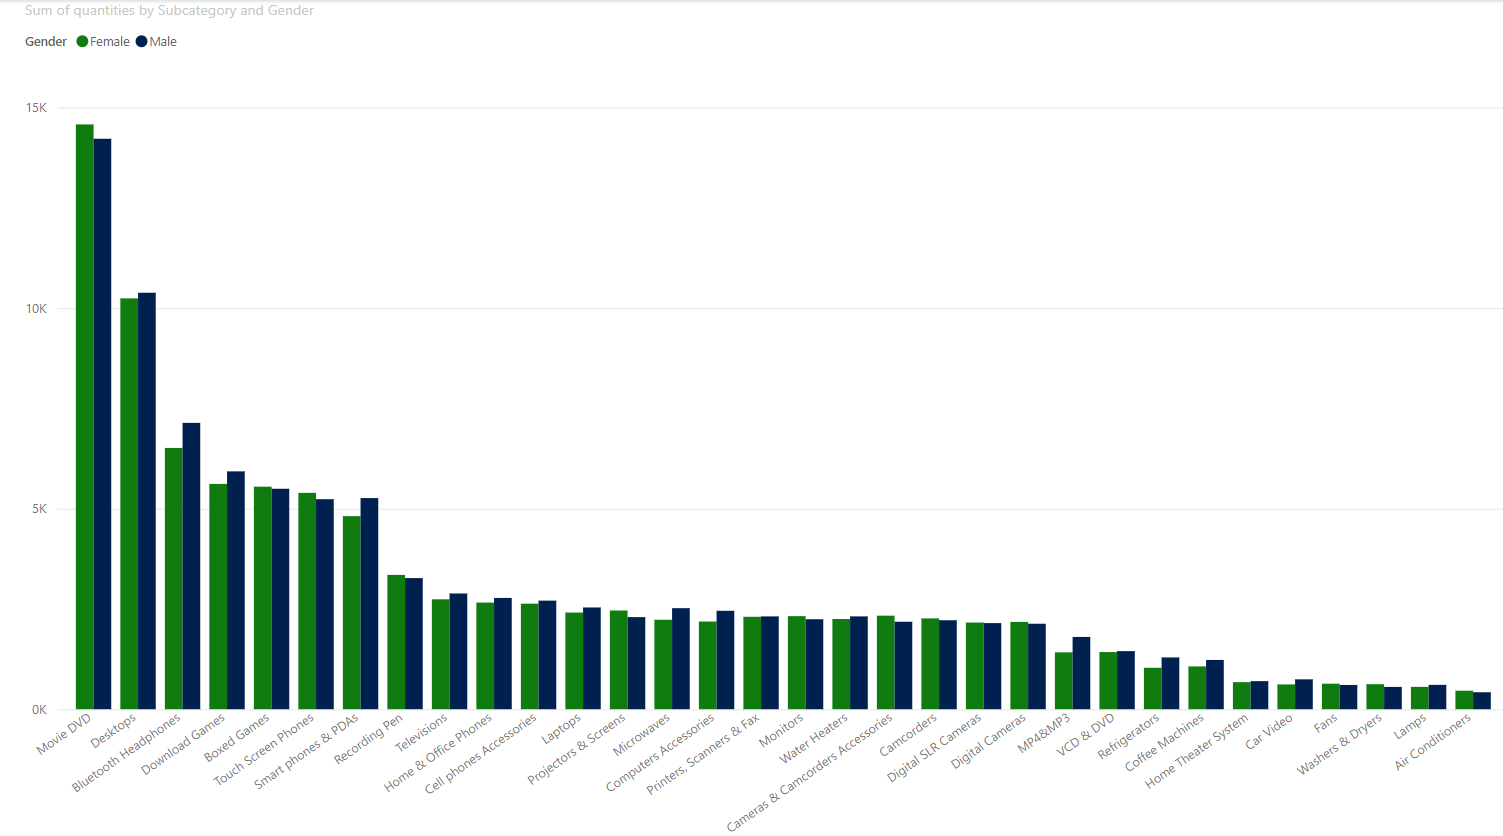 Sum of quantities by Subcategory and Gender
Gender Female Male
15K
10K
5K
0K
Movie DVD
Desktops
Bluetooth Headphones
Download Games
Boxed Games
Touch Screen Phones
Smart phones & PDAs
Recording Pen
Televisions
Home & Office Phones
Cell phones Accessories
Laptops
Projectors & Screens
Microwaves
Computers Accessories
Printers, Scanners & Fax
Monitors
Water Heaters
Cameras & Camcorders Accessories
Camcorders
Digital SLR Cameras
Digital Cameras
MP4&MP3
VCD & DVD
Refrigerators
Coffee Machines
Home Theater System
Car Video
Fans
Washers & Dryers
Lamps
Air Conditioners